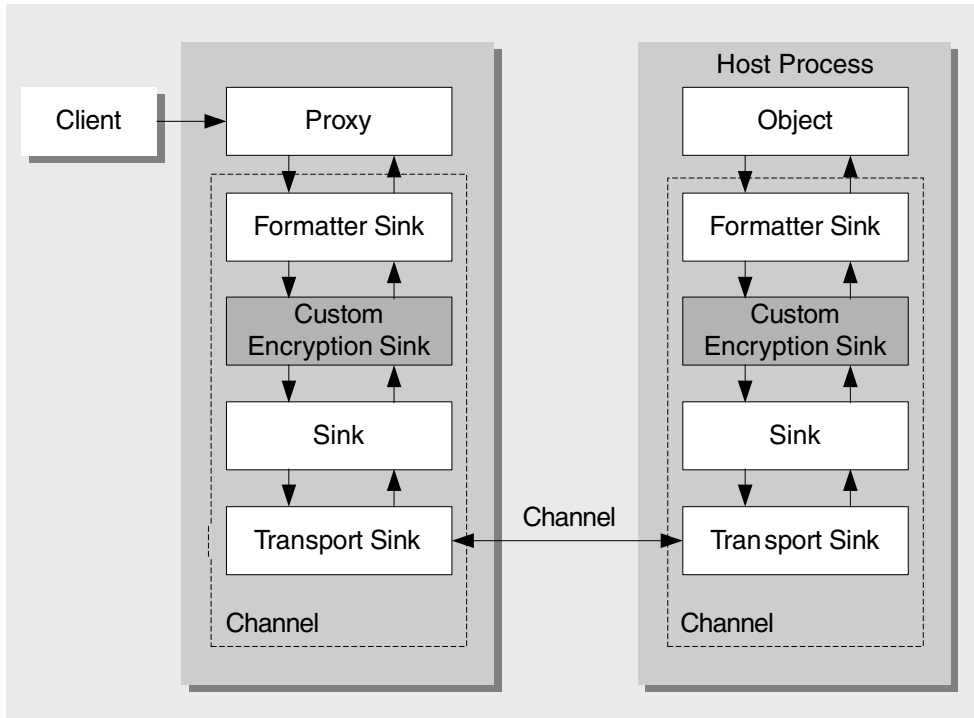 Host Process
Client
Proxy
Object
Formatter Sink
Formatter Sink
Custom
Encryption Sink
Custom
Encryption Sink
Sink
Sink
Channel
Transport Sink
Transport Sink
Channel
Channel